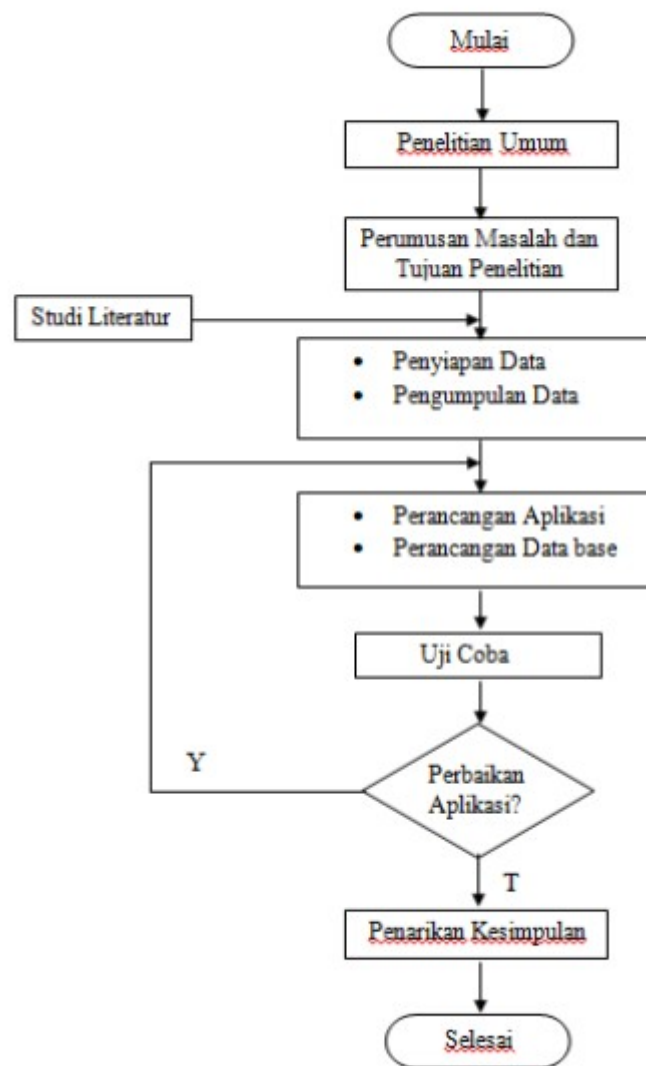 Mulai
Penelitian Umum
Perumusan Masalah dan
Tujuan Penelitian
Studi Literatur
• Penyiapan Data
• Pengumpulan Data
• Perancangan Aplikasi
• Perancangan Data base
Uji Coba
Y
Perbaikan
Aplikasi?
T
Penarikan Kesimpulan
Selesai